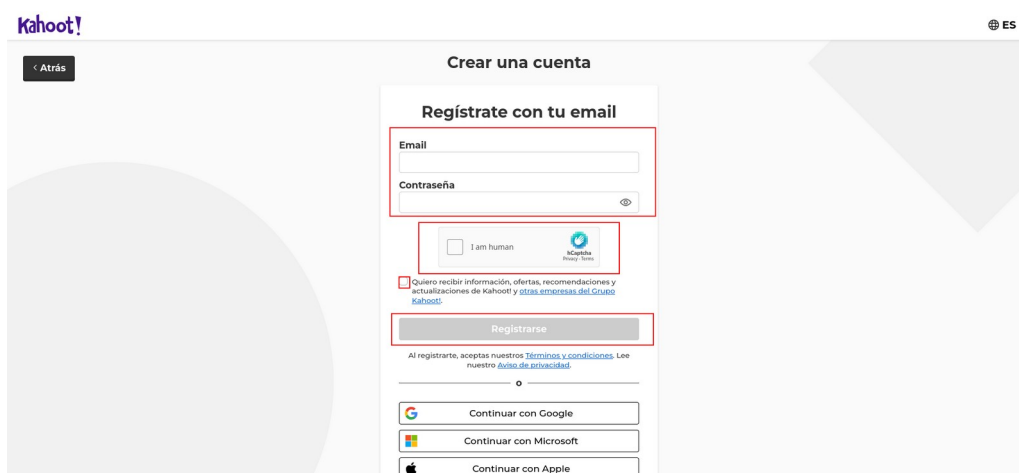 Kahoot!
ES
< Atrás
Crear una cuenta
Regístrate con tu email
Email
Contraseña
I am human
hCaptcha
Privacy - Terms
Quiero recibir información, ofertas, recomendaciones y
actualizaciones de Kahoot! y otras empresas del Grupo
Kahoot!.
Registrarse
Al registrarte, aceptas nuestros Términos y condiciones. Lee
nuestro Aviso de privacidad.
o
Continuar con Google
Continuar con Microsoft
Continuar con Apple